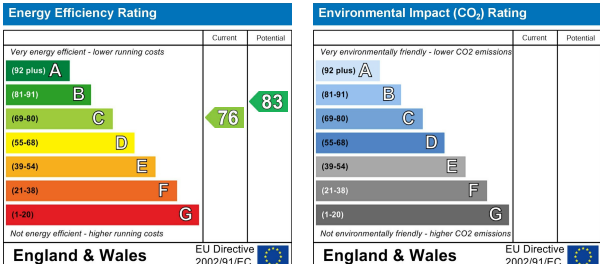 Energy Efficiency Rating
Current Potential
Very energy efficient - lower running costs
(92 plus) A
(81-91) B
(69-80) C
(55-68) D
(39-54) E
(21-38) F
(1-20) G
76
83
Not energy efficient - higher running costs
England & Wales
EU Directive
2002/91/EC
Environmental Impact (CO₂) Rating
Current Potential
Very environmentally friendly - lower CO2 emissions
(92 plus) A
(81-91) B
(69-80) C
(55-68) D
(39-54) E
(21-38) F
(1-20) G
Not environmentally friendly - higher CO2 emissions
England & Wales
EU Directive
2002/91/EC